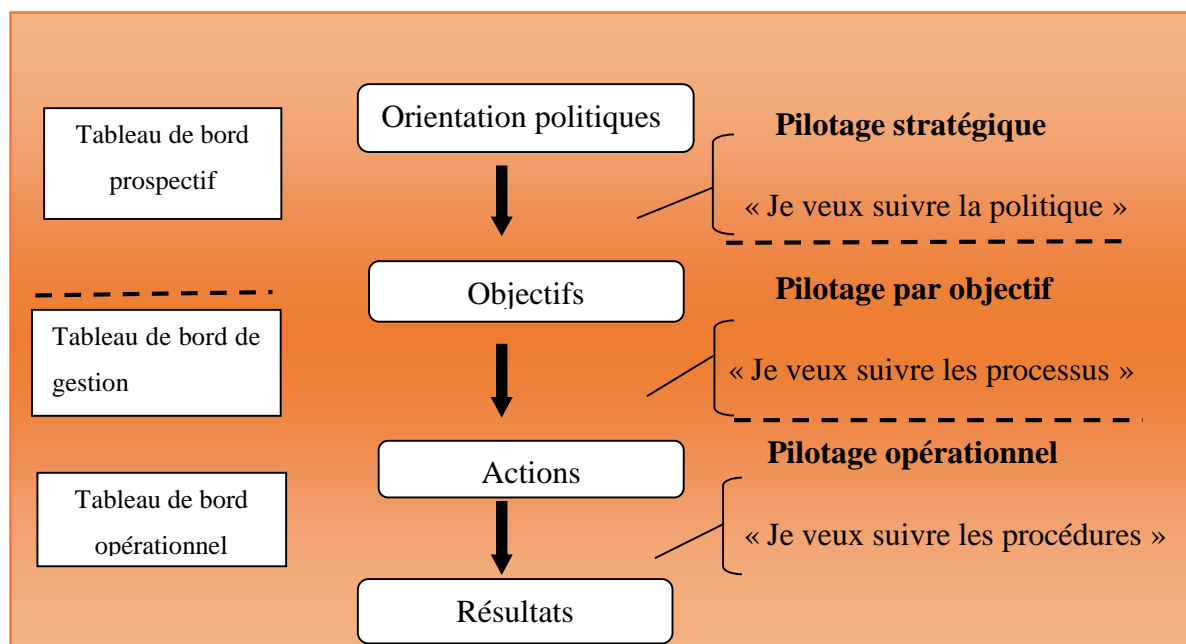 Tableau de bord
prospectif
Orientation politiques
Pilotage stratégique
« Je veux suivre la politique »
Objectifs
Pilotage par objectif
Tableau de bord de
gestion
« Je veux suivre les processus »
Actions
Pilotage opérationnel
Tableau de bord
opérationnel
« Je veux suivre les procédures »
Résultats